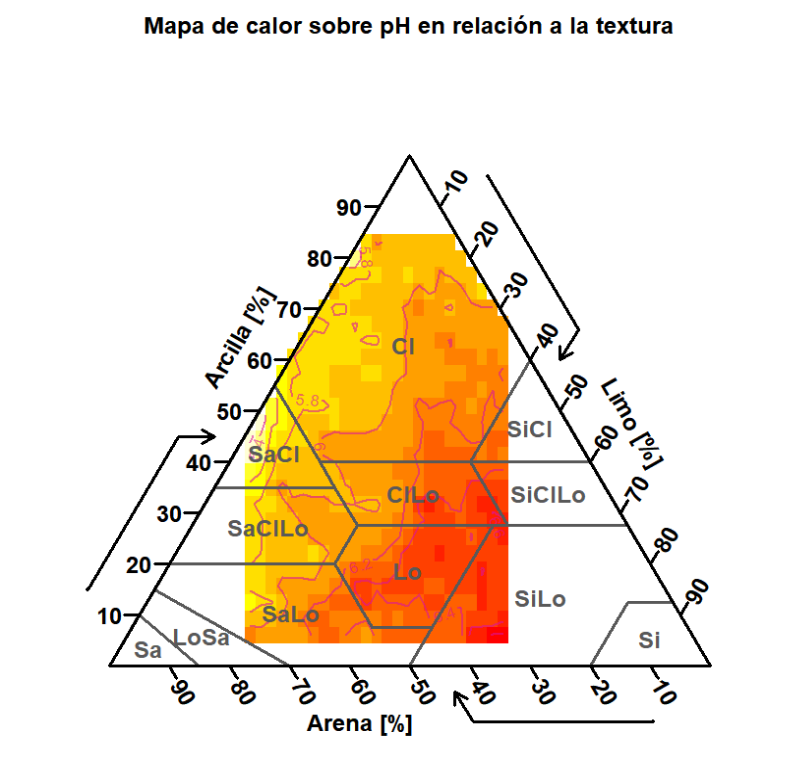 Mapa de calor sobre pH en relación a la textura
10
90
20
80
5.8
30
70
Arcilla [%]
Cl
40
60
50
Limo [%]
5.8
50
SiCl
60
6
SaCl
40
ClLo
SiClLo
70
30
SaClLo
80
20
6.2
Lo
90
SaLo
SiLo
10
LoSa
Sa
Si
90
80
70
60
50
40
30
20
10
Arena [%]